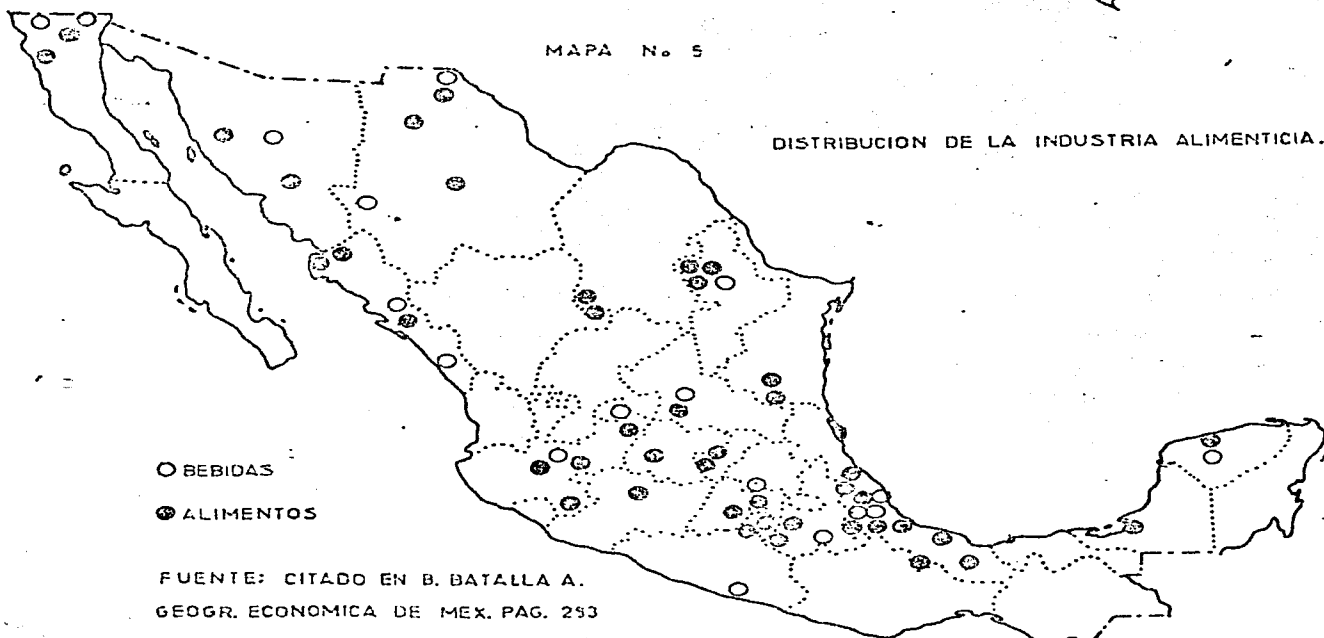 MAPA No 5
DISTRIBUCION DE LA INDUSTRIA ALIMENTICIA.
BEBIDAS
ALIMENTOS
FUENTE: CITADO EN B. BATALLA A.
GEOGR. ECONOMICA DE MEX. PAG. 253